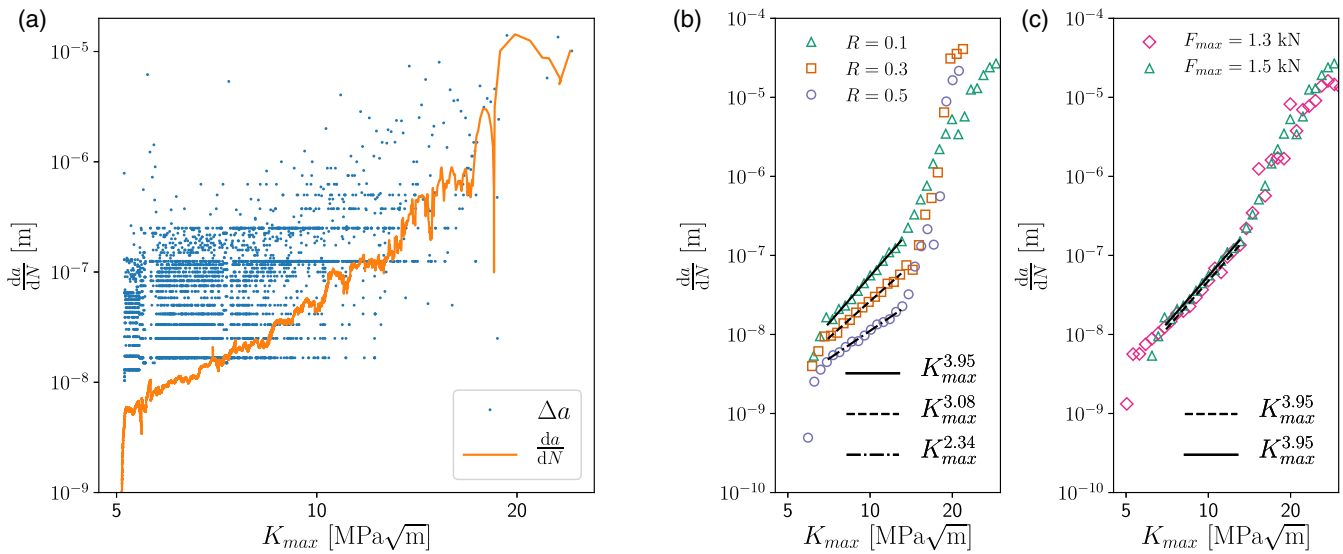 (a)
10⁻⁵
10⁻⁶
10⁻⁷
10⁻⁸
10⁻⁹
da/dN [m]
5 10 20
K_max [MPa√m]
Δa
da/dN
(b)
10⁻⁴
10⁻⁵
10⁻⁶
10⁻⁷
10⁻⁸
10⁻⁹
10⁻¹⁰
da/dN [m]
5 10 20
K_max [MPa√m]
R = 0.1
R = 0.3
R = 0.5
K_max^3.95
K_max^3.08
K_max^2.34
(c)
10⁻⁴
10⁻⁵
10⁻⁶
10⁻⁷
10⁻⁸
10⁻⁹
10⁻¹⁰
da/dN [m]
5 10 20
K_max [MPa√m]
F_max = 1.3 kN
F_max = 1.5 kN
K_max^3.95
K_max^3.95